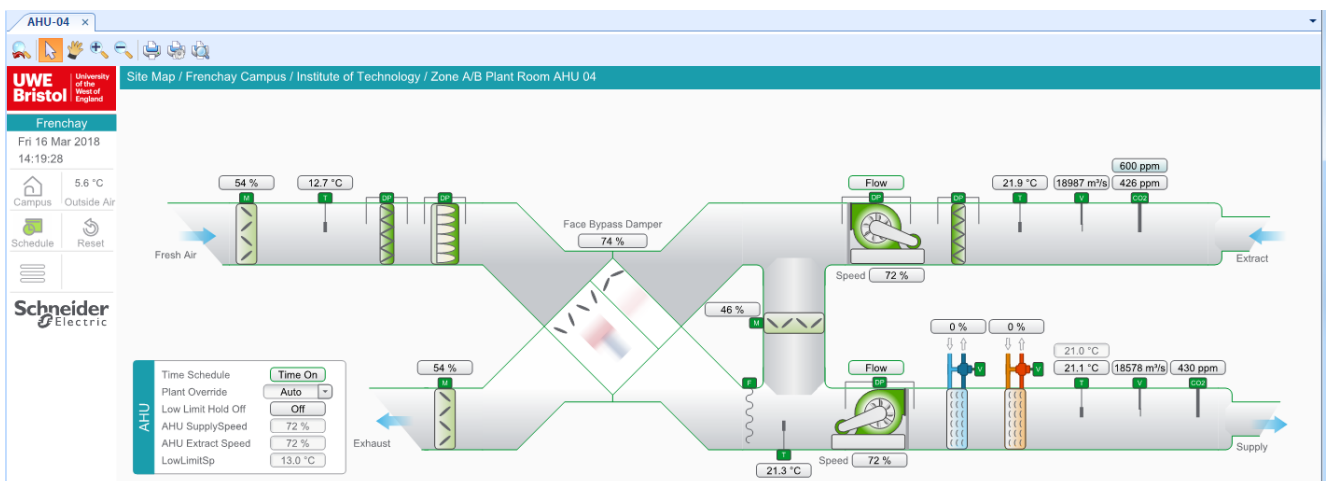 AHU-04 ×
UWE Bristol
University of the West of England
Site Map / Frenchay Campus / Institute of Technology / Zone A/B Plant Room AHU 04
Frenchay
Fri 16 Mar 2018
14:19:28
5.6 °C
Campus Outside Air
Schedule Reset
Schneider Electric
600 ppm
54 % 12.7 °C Flow 21.9 °C 18987 m³/s 426 ppm
M T DP DP DP DP T V CO2
Face Bypass Damper
74 %
Fresh Air
Extract
Speed 72 %
46 %
M
0 % 0 %
21.0 °C
54 % Flow V V 21.1 °C 18578 m³/s 430 ppm
M F DP T V CO2
AHU
Time Schedule Time On
Plant Override Auto
Low Limit Hold Off Off
AHU SupplySpeed 72 %
AHU Extract Speed 72 %
LowLimitSp 13.0 °C
Exhaust
Supply
T
21.3 °C
Speed 72 %